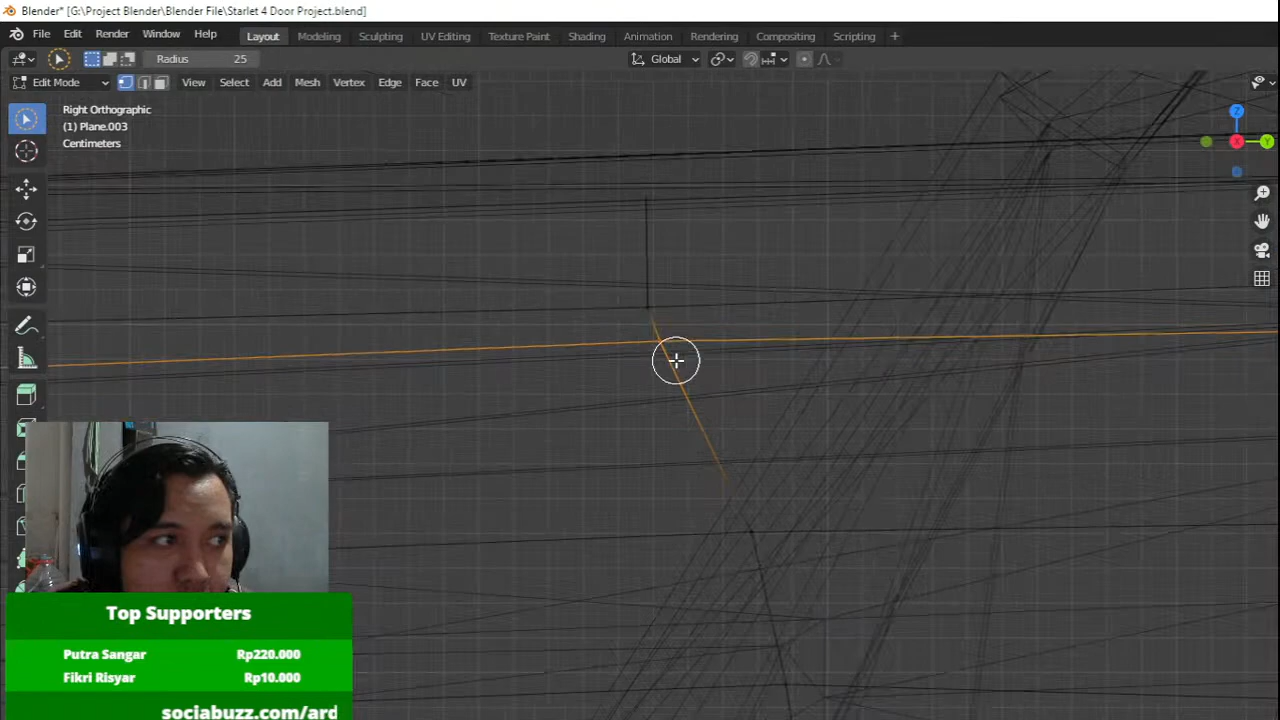 Blender* [G:\Project Blender\Blender File\Starlet 4 Door Project.blend]
File Edit Render Window Help Layout Modeling Sculpting UV Editing Texture Paint Shading Animation Rendering Compositing Scripting +
Radius 25 Global
Edit Mode View Select Add Mesh Vertex Edge Face UV
Right Orthographic
(1) Plane.003
Centimeters
Z
X
Y
Top Supporters
Putra Sangar Rp220.000
Fikri Risyar Rp10.000
sociabuzz.com/ard